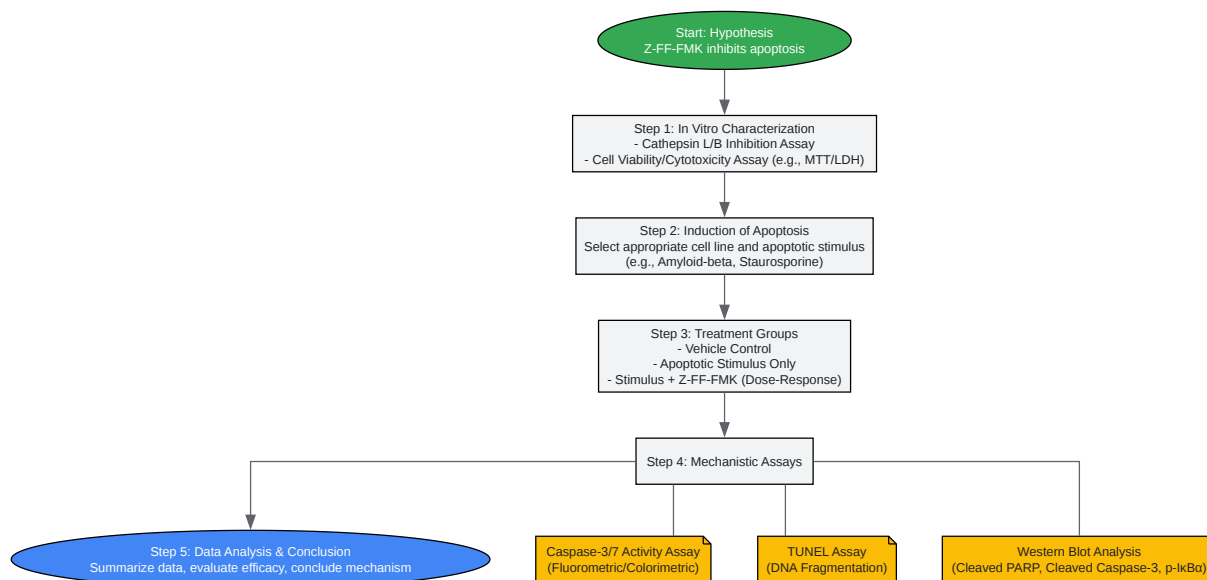 Start: Hypothesis
Z-FF-FMK inhibits apoptosis
Step 1: In Vitro Characterization
- Cathepsin L/B Inhibition Assay
- Cell Viability/Cytotoxicity Assay (e.g., MTT/LDH)
Step 2: Induction of Apoptosis
Select appropriate cell line and apoptotic stimulus
(e.g., Amyloid-beta, Staurosporine)
Step 3: Treatment Groups
- Vehicle Control
- Apoptotic Stimulus Only
- Stimulus + Z-FF-FMK (Dose-Response)
Step 4: Mechanistic Assays
Step 5: Data Analysis & Conclusion
Summarize data, evaluate efficacy, conclude mechanism
Caspase-3/7 Activity Assay
(Fluorometric/Colorimetric)
TUNEL Assay
(DNA Fragmentation)
Western Blot Analysis
(Cleaved PARP, Cleaved Caspase-3, p-IκBα)